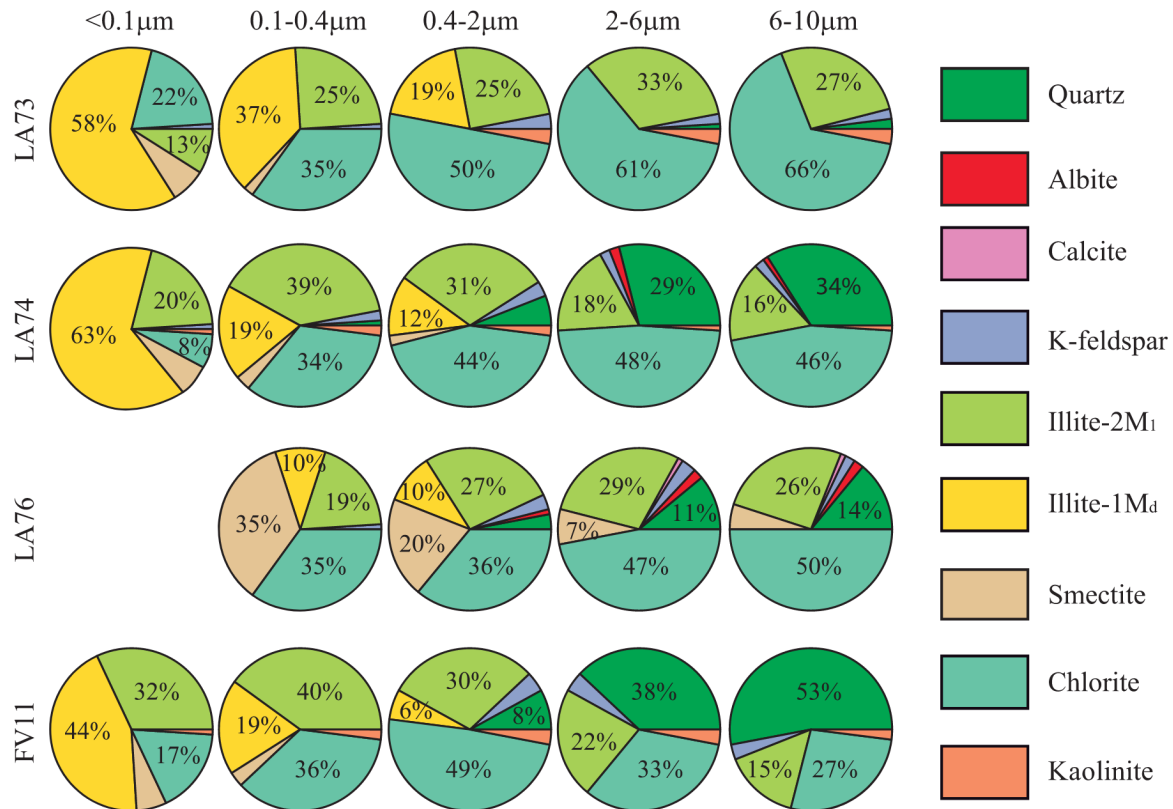 <0.1μm 0.1-0.4μm 0.4-2μm 2-6μm 6-10μm
LA73
58% 22% 13%
37% 25% 35%
19% 25% 50%
33% 61%
27% 66%
LA74
63% 20% 8%
39% 19% 34%
31% 12% 44%
29% 18% 48%
34% 16% 46%
LA76
10% 19% 35% 35%
27% 10% 20% 36%
29% 11% 7% 47%
26% 14% 50%
FV11
32% 44% 17%
40% 19% 36%
30% 6% 8% 49%
38% 22% 33%
53% 15% 27%
Quartz
Albite
Calcite
K-feldspar
Illite-2M₁
Illite-1Md
Smectite
Chlorite
Kaolinite